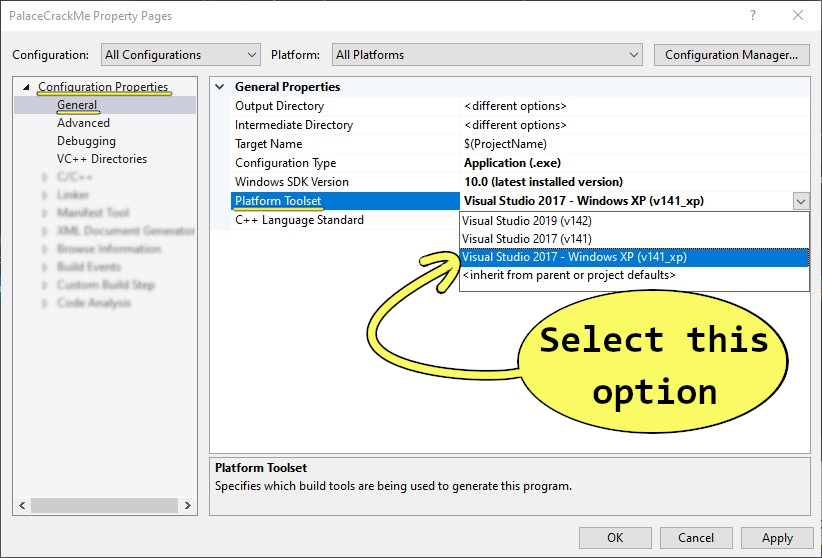 PalaceCrackMe Property Pages
Configuration: All Configurations Platform: All Platforms Configuration Manager...
Configuration Properties
General
Advanced
Debugging
VC++ Directories
C/C++
Linker
Manifest Tool
XML Document Generator
Browse Information
Build Events
Custom Build Step
Code Analysis
General Properties
Output Directory <different options>
Intermediate Directory <different options>
Target Name $(ProjectName)
Configuration Type Application (.exe)
Windows SDK Version 10.0 (latest installed version)
Platform Toolset Visual Studio 2017 - Windows XP (v141_xp)
C++ Language Standard
Visual Studio 2019 (v142)
Visual Studio 2017 (v141)
Visual Studio 2017 - Windows XP (v141_xp)
<inherit from parent or project defaults>
Select this
option
Platform Toolset
Specifies which build tools are being used to generate this program.
OK Cancel Apply